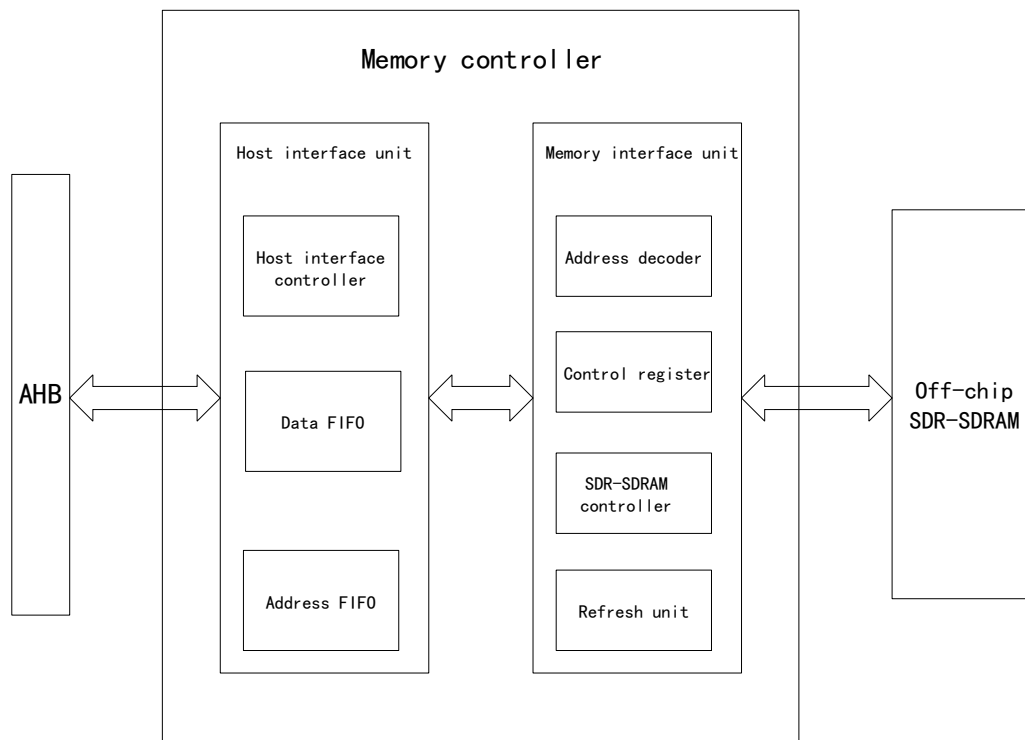 Memory controller
Host interface unit
Memory interface unit
Host interface
controller
Address decoder
Control register
AHB
Off-chip
SDR-SDRAM
Data FIFO
SDR-SDRAM
controller
Address FIFO
Refresh unit